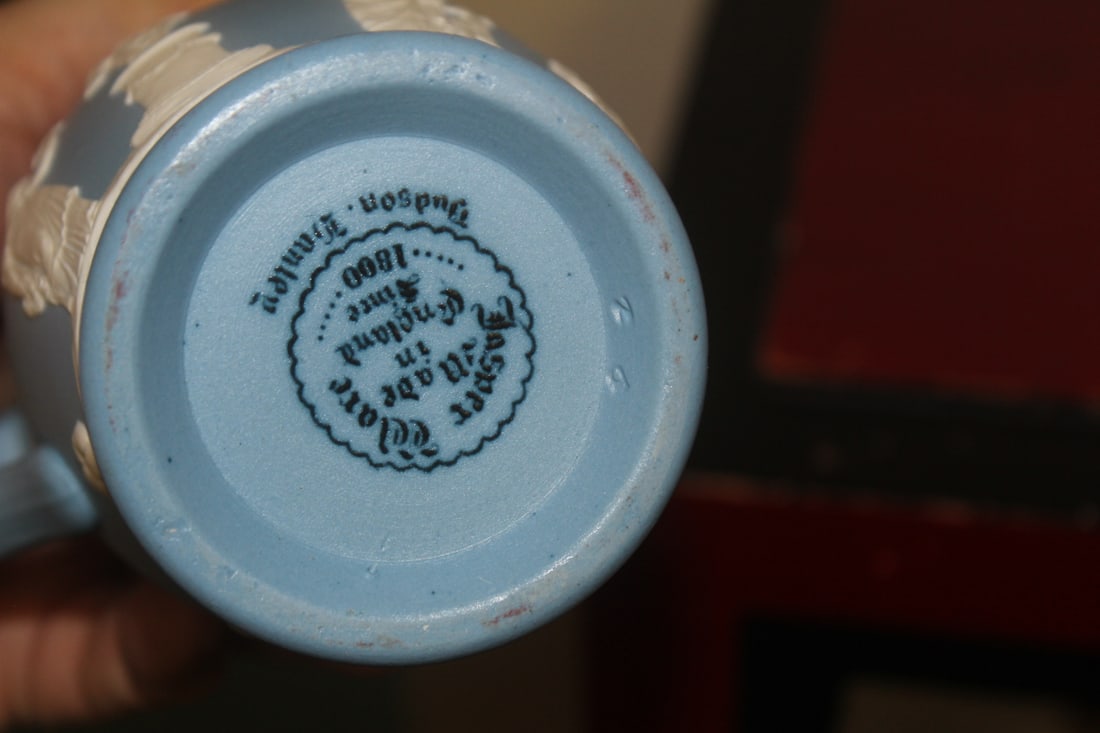 Jasper Ware
Made
in
England
Since
..... 1800 .....
Dudson · Hanley